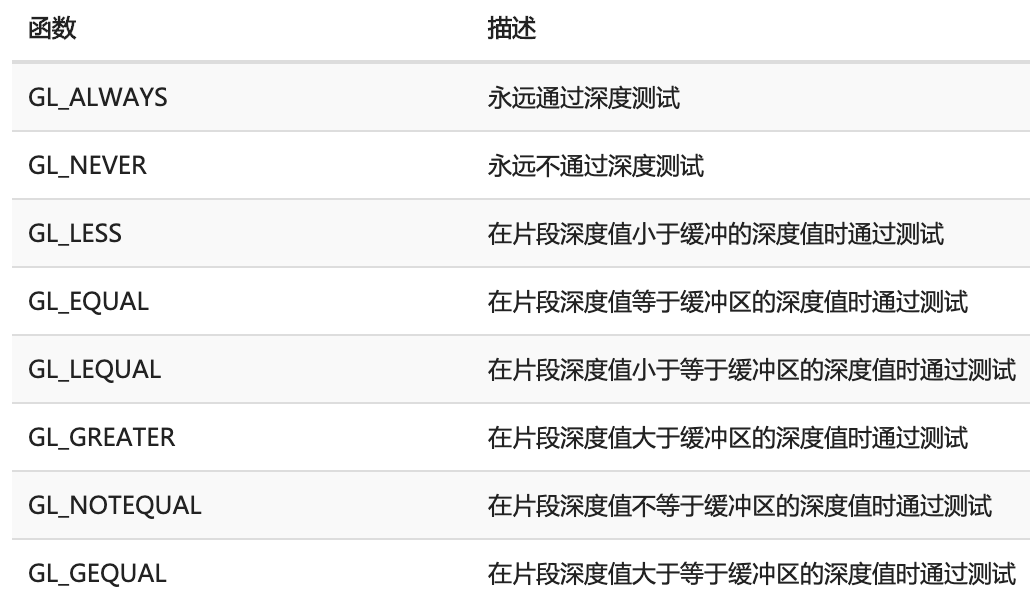 函数 描述
GL_ALWAYS 永远通过深度测试
GL_NEVER 永远不通过深度测试
GL_LESS 在片段深度值小于缓冲的深度值时通过测试
GL_EQUAL 在片段深度值等于缓冲区的深度值时通过测试
GL_LEQUAL 在片段深度值小于等于缓冲区的深度值时通过测试
GL_GREATER 在片段深度值大于缓冲区的深度值时通过测试
GL_NOTEQUAL 在片段深度值不等于缓冲区的深度值时通过测试
GL_GEQUAL 在片段深度值大于等于缓冲区的深度值时通过测试